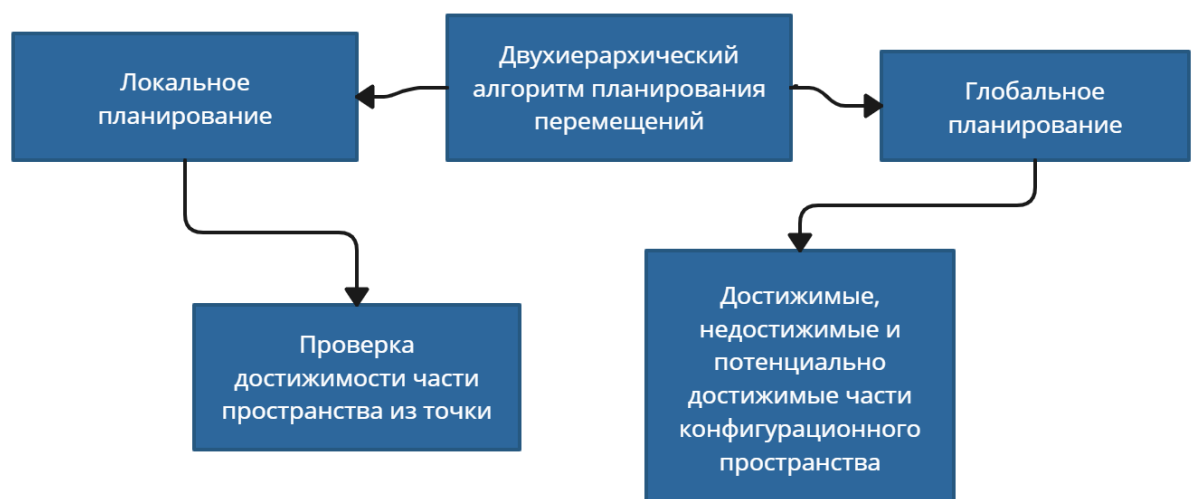 Локальное
планирование
Двухиерархический
алгоритм планирования
перемещений
Глобальное
планирование
Проверка
достижимости части
пространства из точки
Достижимые,
недостижимые и
потенциально
достижимые части
конфигурационного
пространства